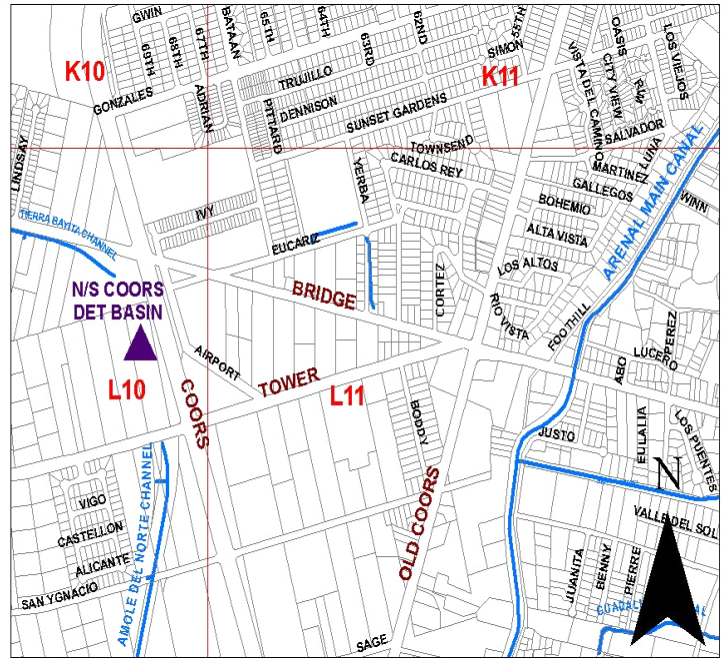 GWIN
69TH
68TH
67TH
BATAAN
65TH
64TH
63RD
62ND
55TH
OASIS
LOS VIEJOS
K10
TRUJILLO
SIMON
K11
VISTA DEL CAMINO
CITY VIEW
RIM
GONZALES
ADRIAN
PITTARD
DENNISON
SUNSET GARDENS
SALVADOR
LINDSAY
TOWNSEND
CARLOS REY
YERBA
MARTINEZ
LUNA
GALLEGOS
WINN
IVY
BOHEMIO
ARENAL MAIN CANAL
TIERRA BAYITA CHANNEL
EUCARIZ
ALTA VISTA
LOS ALTOS
N/S COORS
DET BASIN
BRIDGE
CORTEZ
RIO VISTA
FOOTHILL
PEREZ
AIRPORT
LUCERO
ABO
L10
COORS
TOWER
L11
BODDY
JUSTO
EULALIA
LOS PUENTES
N
AMOLE DEL NORTE CHANNEL
VIGO
CASTELLON
ALICANTE
SAN YGNACIO
OLD COORS
VALLE DEL SOL
JUANITA
BENNY
PIERRE
SAGE